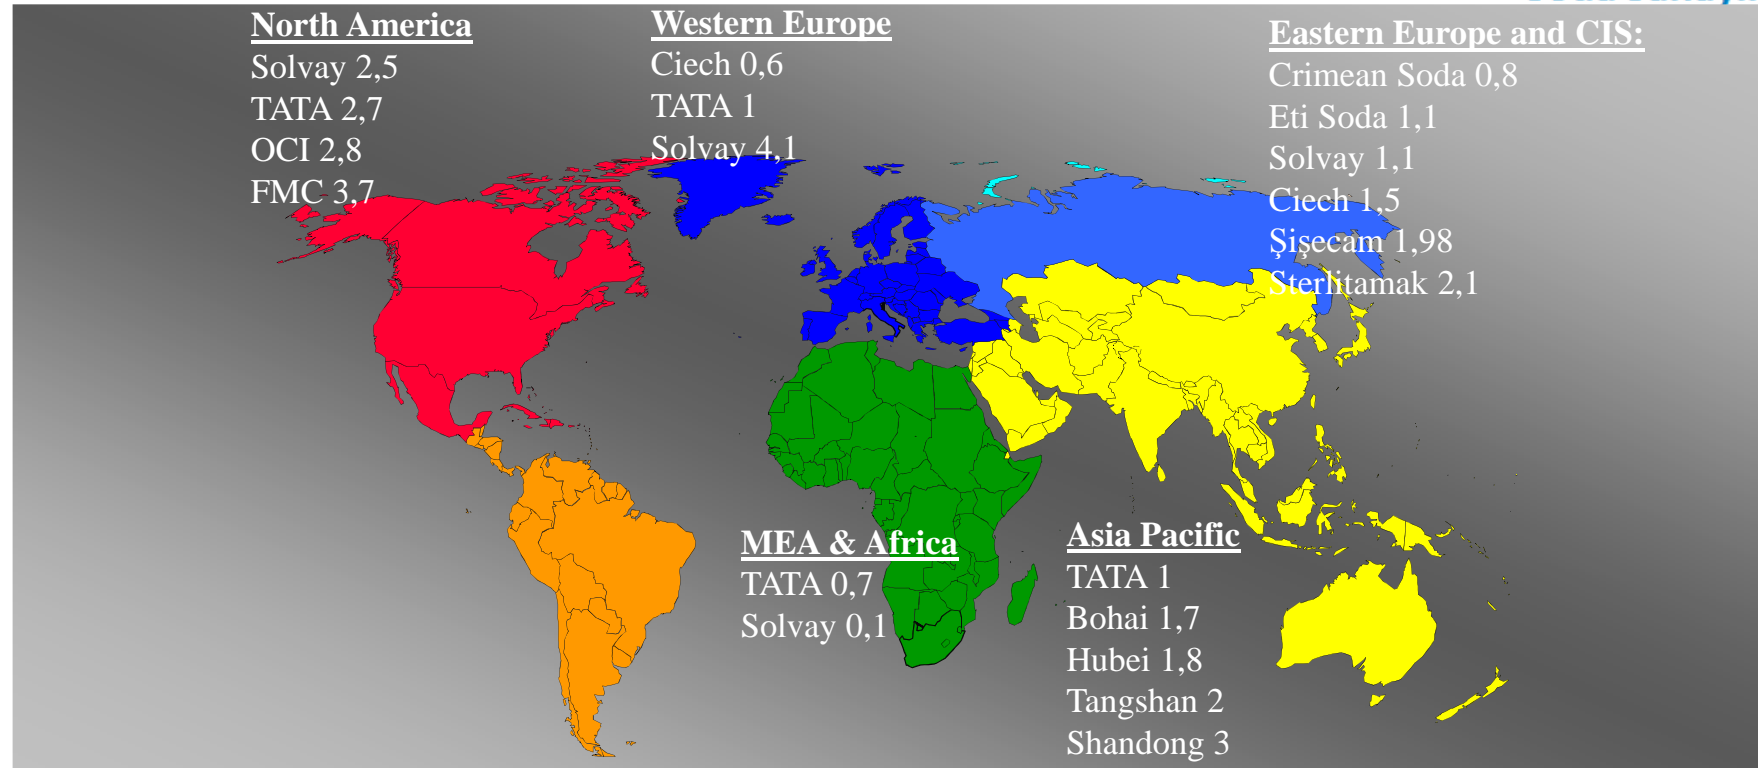 North America
Solvay 2,5
TATA 2,7
OCI 2,8
FMC 3,7
Western Europe
Ciech 0,6
TATA 1
Solvay 4,1
Eastern Europe and CIS:
Crimean Soda 0,8
Eti Soda 1,1
Solvay 1,1
Ciech 1,5
Şişecam 1,98
Sterlitamak 2,1
MEA & Africa
TATA 0,7
Solvay 0,1
Asia Pacific
TATA 1
Bohai 1,7
Hubei 1,8
Tangshan 2
Shandong 3